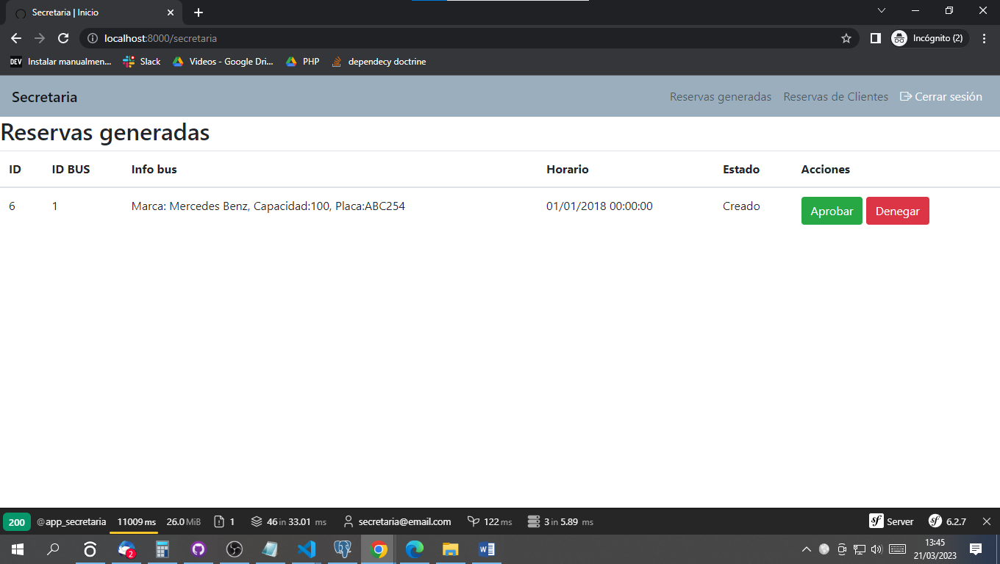 Secretaria | Inicio
localhost:8000/secretaria
Incógnito (2)
DEV Instalar manualmen... Slack Videos - Google Dri... PHP dependecy doctrine
Secretaria Reservas generadas Reservas de Clientes Cerrar sesión
Reservas generadas
ID ID BUS Info bus Horario Estado Acciones
6 1 Marca: Mercedes Benz, Capacidad:100, Placa:ABC254 01/01/2018 00:00:00 Creado Aprobar Denegar
200 @app_secretaria 11009 ms 26.0 MiB 1 46 in 33.01 ms secretaria@email.com 122 ms 3 in 5.89 ms sf Server sf 6.2.7
2 W 13:45
21/03/2023